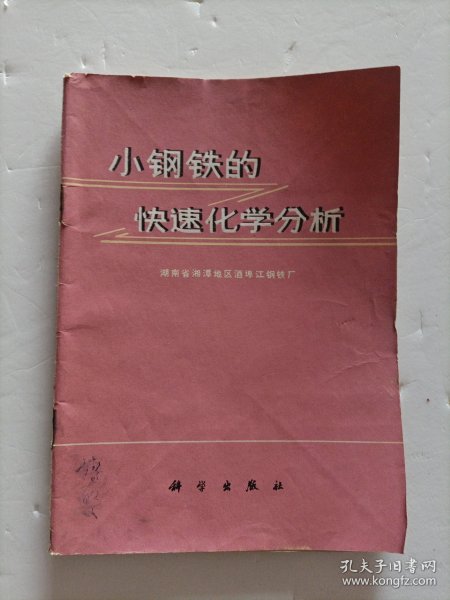 小钢铁的
快速化学分析
湖南省湘潭地区酒埠江钢铁厂
科学出版社
孔夫子旧书网
www.kongfz.com